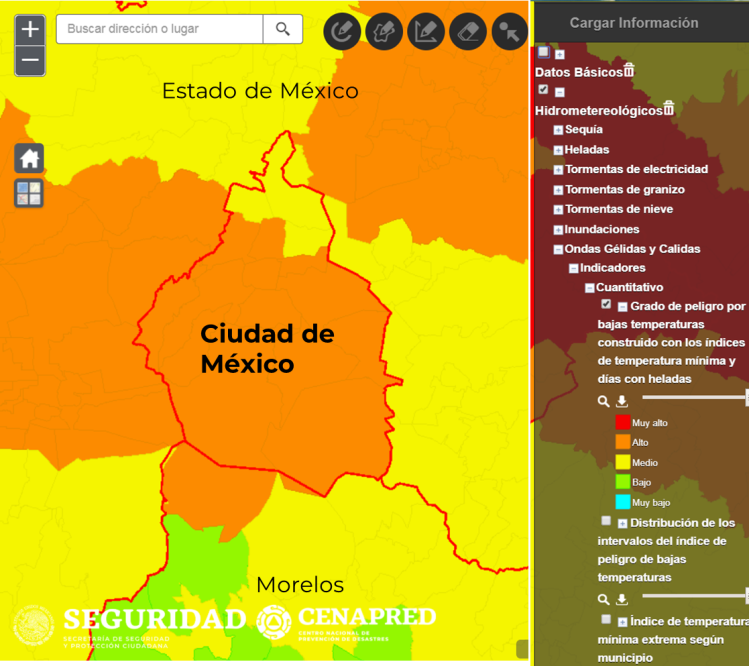 Buscar dirección o lugar
Estado de México
Ciudad de
México
Morelos
SEGURIDAD
SECRETARÍA DE SEGURIDAD
Y PROTECCIÓN CIUDADANA
CENAPRED
CENTRO NACIONAL DE
PREVENCIÓN DE DESASTRES
Cargar Información
Datos Básicos
Hidrometereológicos
Sequía
Heladas
Tormentas de electricidad
Tormentas de granizo
Tormentas de nieve
Inundaciones
Ondas Gélidas y Calidas
Indicadores
Cuantitativo
Grado de peligro por
bajas temperaturas
construido con los índices
de temperatura mínima y
días con heladas
Muy alto
Alto
Medio
Bajo
Muy bajo
Distribución de los
intervalos del índice de
peligro de bajas
temperaturas
Índice de temperatura
mínima extrema según
municipio